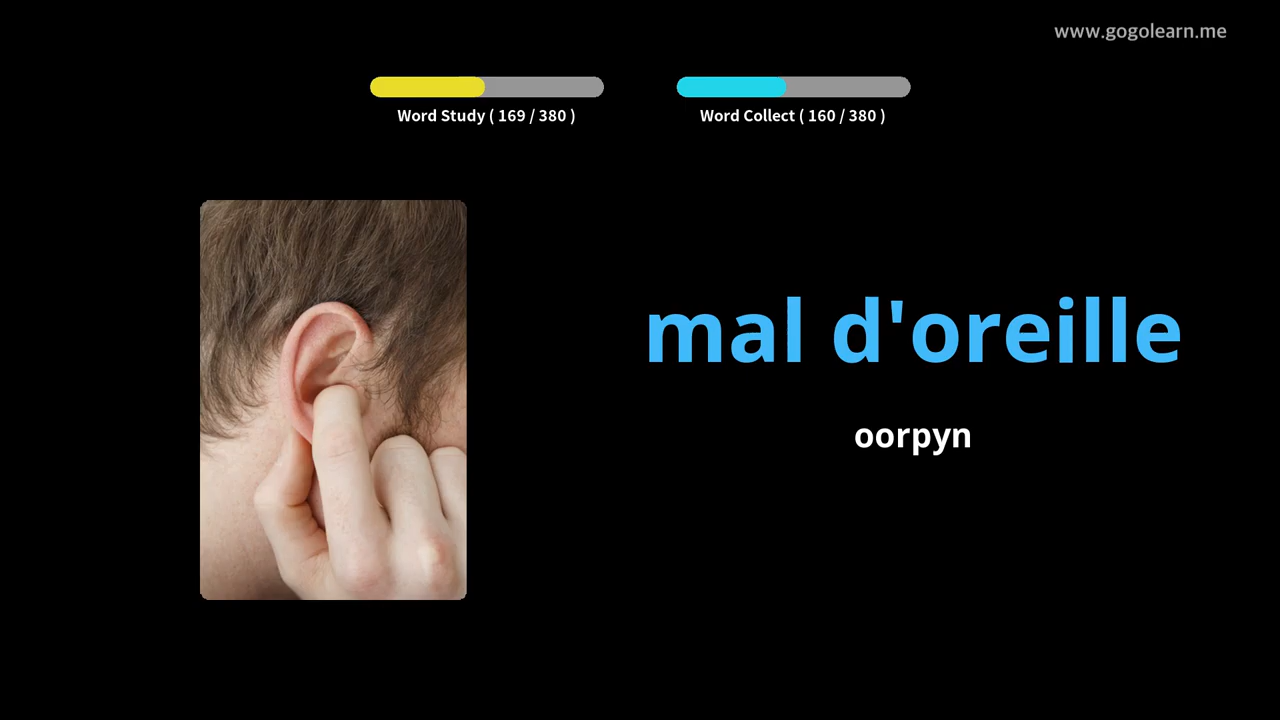 www.gogolearn.me
Word Study ( 169 / 380 )
Word Collect ( 160 / 380 )
mal d'oreille
oorpyn